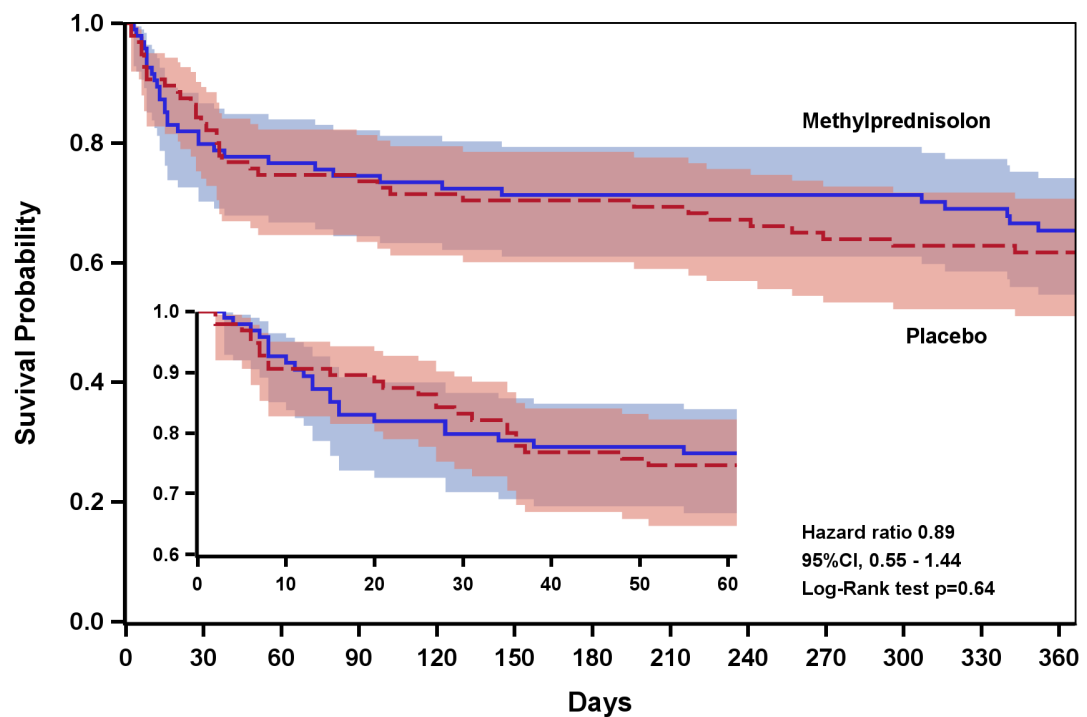 Suvival Probability
1.0
0.8
0.6
0.4
0.2
0.0
Methylprednisolon
Placebo
1.0
0.9
0.8
0.7
0.6
0 10 20 30 40 50 60
Hazard ratio 0.89
95%CI, 0.55 - 1.44
Log-Rank test p=0.64
0 30 60 90 120 150 180 210 240 270 300 330 360
Days